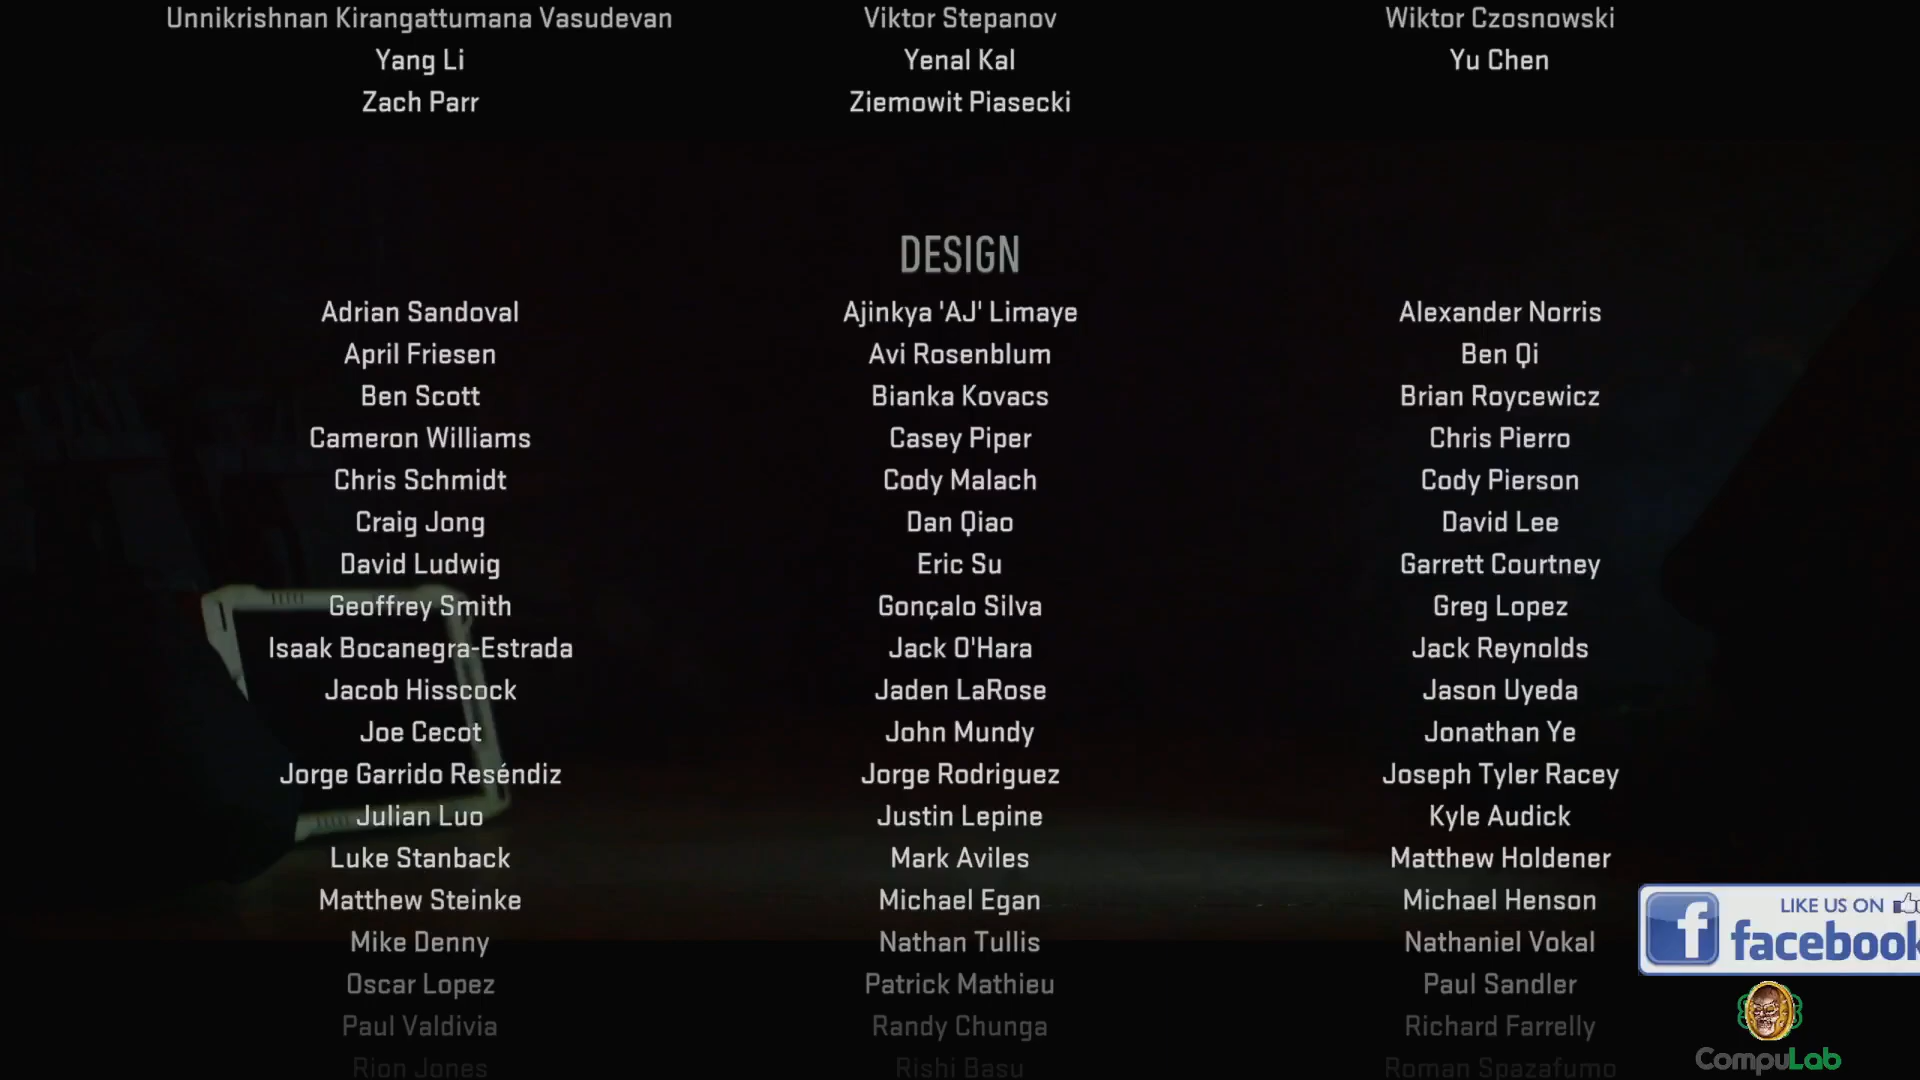 Unnikrishnan Kirangattumana Vasudevan Viktor Stepanov Wiktor Czosnowski
Yang Li Yenal Kal Yu Chen
Zach Parr Ziemowit Piasecki
DESIGN
Adrian Sandoval Ajinkya 'AJ' Limaye Alexander Norris
April Friesen Avi Rosenblum Ben Qi
Ben Scott Bianka Kovacs Brian Roycewicz
Cameron Williams Casey Piper Chris Pierro
Chris Schmidt Cody Malach Cody Pierson
Craig Jong Dan Qiao David Lee
David Ludwig Eric Su Garrett Courtney
Geoffrey Smith Gonçalo Silva Greg Lopez
Isaak Bocanegra-Estrada Jack O'Hara Jack Reynolds
Jacob Hisscock Jaden LaRose Jason Uyeda
Joe Cecot John Mundy Jonathan Ye
Jorge Garrido Reséndiz Jorge Rodriguez Joseph Tyler Racey
Julian Luo Justin Lepine Kyle Audick
Luke Stanback Mark Aviles Matthew Holdener
Matthew Steinke Michael Egan Michael Henson
Mike Denny Nathan Tullis Nathaniel Vokal
Oscar Lopez Patrick Mathieu Paul Sandler
Paul Valdivia Randy Chunga Richard Farrelly
Rion Jones Rishi Basu Roman Spazafumo
LIKE US ON
facebook
CompuLab